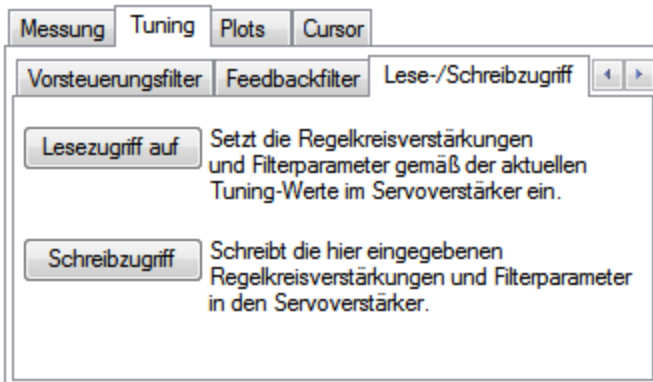 Messung Tuning Plots Cursor
Vorsteuerungsfilter Feedbackfilter Lese-/Schreibzugriff
Lesezugriff auf
Setzt die Regelkreisverstärkungen
und Filterparameter gemäß der aktuellen
Tuning-Werte im Servoverstärker ein.
Schreibzugriff
Schreibt die hier eingegebenen
Regelkreisverstärkungen und Filterparameter
in den Servoverstärker.